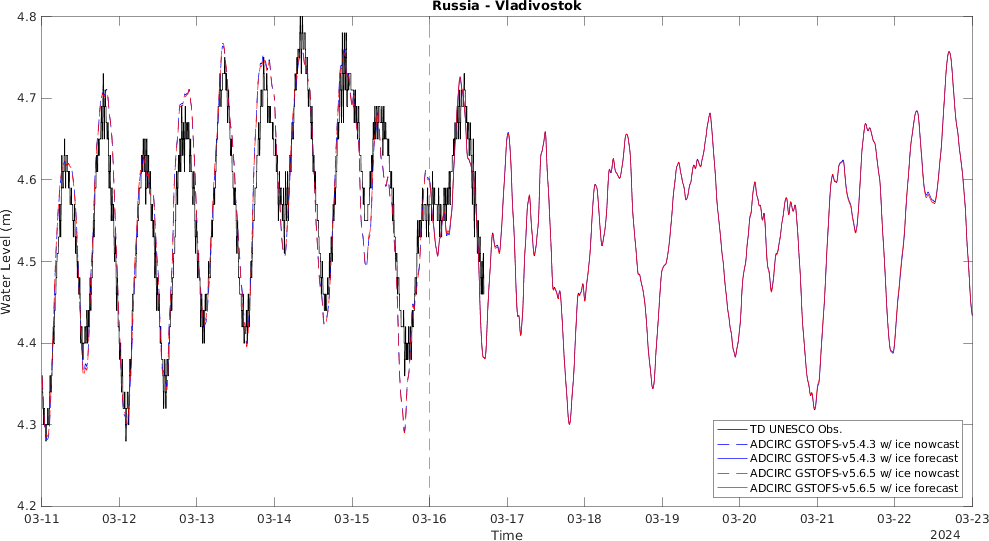 Russia - Vladivostok
Water Level (m)
4.8
4.7
4.6
4.5
4.4
4.3
4.2
TD UNESCO Obs.
ADCIRC GSTOFS-v5.4.3 w/ ice nowcast
ADCIRC GSTOFS-v5.4.3 w/ ice forecast
ADCIRC GSTOFS-v5.6.5 w/ ice nowcast
ADCIRC GSTOFS-v5.6.5 w/ ice forecast
03-11 03-12 03-13 03-14 03-15 03-16 03-17 03-18 03-19 03-20 03-21 03-22 03-23
Time
2024